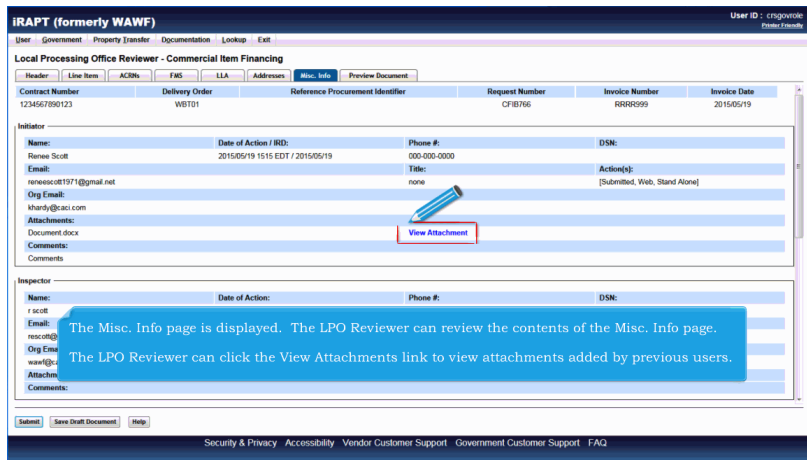 iRAPT (formerly WAWF)
User ID : crsgovrole
Printer Friendly
User Government Property Transfer Documentation Lookup Exit
Local Processing Office Reviewer - Commercial Item Financing
Header Line Item ACRNs FMS LLA Addresses Misc. Info Preview Document
Contract Number Delivery Order Reference Procurement Identifier Request Number Invoice Number Invoice Date
1234567890123 WBT01 CFIB766 RRRR999 2015/05/19
Initiator
Name: Date of Action / IRD: Phone #: DSN:
Renee Scott 2015/05/19 1515 EDT / 2015/05/19 000-000-0000
Email: Title: Action(s):
reneescott1971@gmail.net none [Submitted, Web, Stand Alone]
Org Email:
khardy@caci.com
Attachments:
Document.docx View Attachment
Comments:
Comments
Inspector
Name: Date of Action: Phone #: DSN:
r scott
Email:
rescott@
Org Ema
wawf@ca
Attachm
Comments:
The Misc. Info page is displayed. The LPO Reviewer can review the contents of the Misc. Info page.
The LPO Reviewer can click the View Attachments link to view attachments added by previous users.
Submit Save Draft Document Help
Security & Privacy Accessibility Vendor Customer Support Government Customer Support FAQ